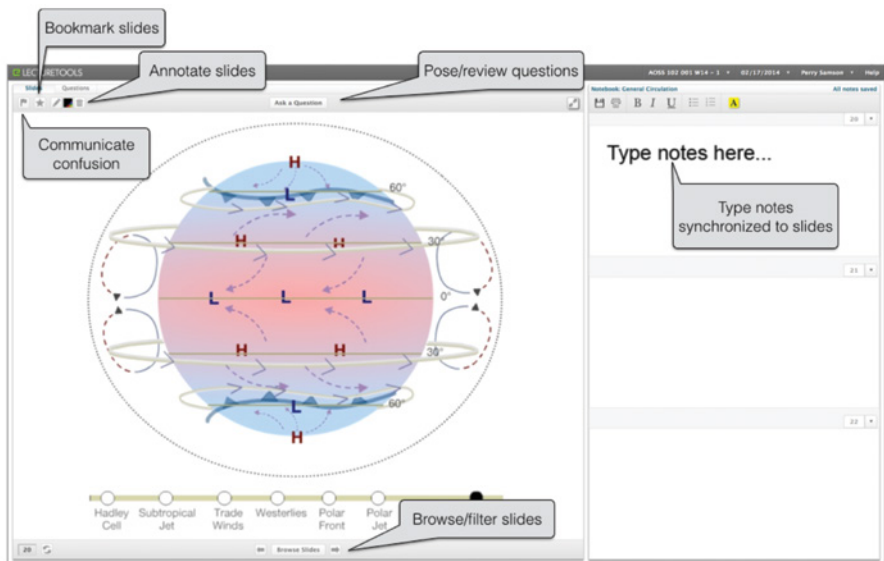 Bookmark slides
Annotate slides
Pose/review questions
LECTURETOOLS
AOSS 102 001 W14 - 1
02/17/2014
Perry Samson
Help
Slides
Questions
Ask a Question
Notebook: General Circulation
All notes saved
B I U
A
Communicate
confusion
20
Type notes here...
Type notes
synchronized to slides
H
L
60°
H
H
30°
L
L
L
0°
H
H
30°
L
60°
H
21
22
Hadley
Cell
Subtropical
Jet
Trade
Winds
Westerlies
Polar
Front
Polar
Jet
Browse/filter slides
20
Browse Slides